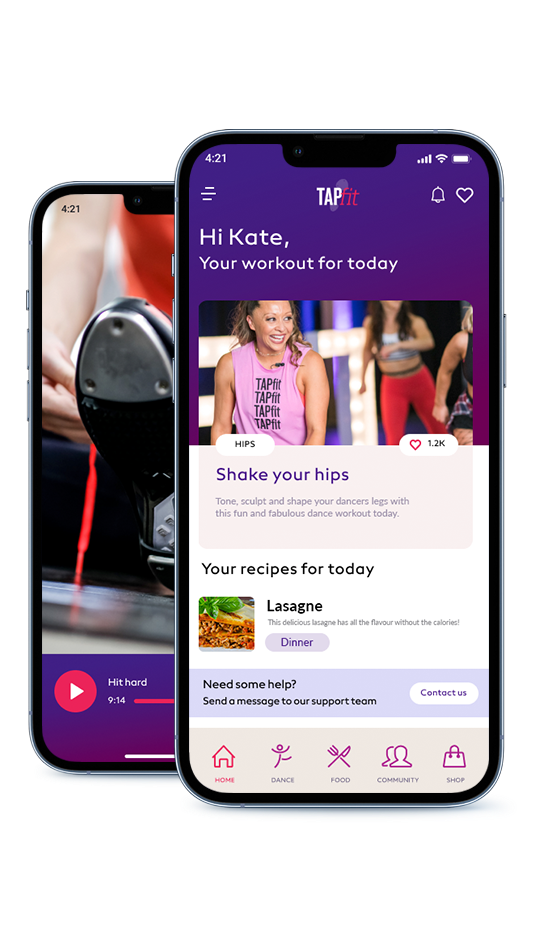 4:21
TAPfit
Hi Kate,
Your workout for today
TAPfit
TAPfit
TAPfit
TAPfit
HIPS
1.2K
Shake your hips
Tone, sculpt and shape your dancers legs with
this fun and fabulous dance workout today.
Your recipes for today
Lasagne
This delicious lasagne has all the flavour without the calories!
Dinner
Need some help?
Send a message to our support team
Contact us
HOME
DANCE
FOOD
COMMUNITY
SHOP
4:21
Hit hard
9:14